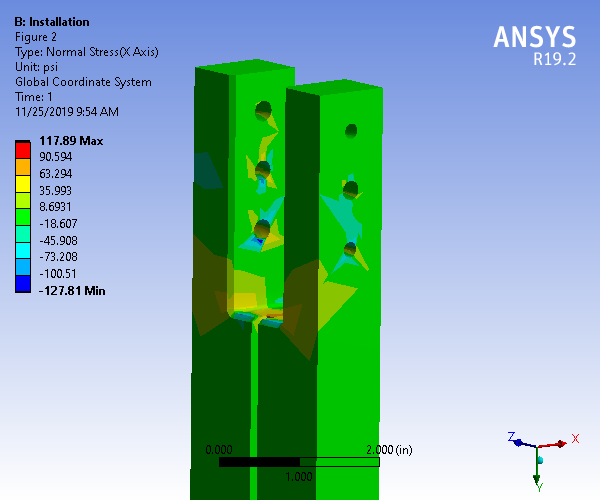 B: Installation
Figure 2
Type: Normal Stress(X Axis)
Unit: psi
Global Coordinate System
Time: 1
11/25/2019 9:54 AM
117.89 Max
90.594
63.294
35.993
8.6931
-18.607
-45.908
-73.208
-100.51
-127.81 Min
ANSYS
R19.2
0.000
2.000 (in)
1.000
Z
X
Y